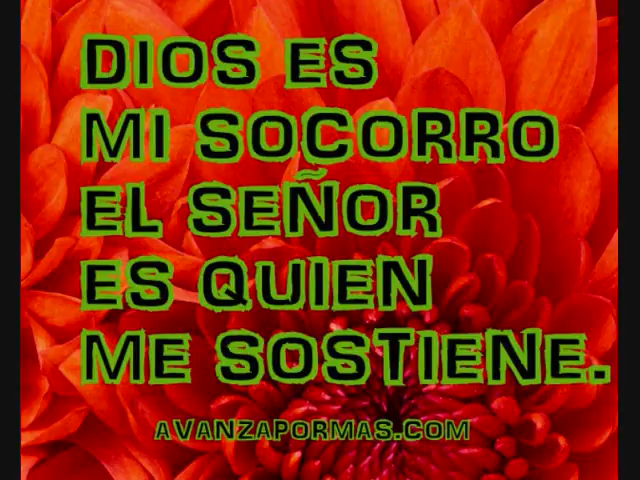 DIOS ES
MI SOCORRO
EL SEÑOR
ES QUIEN
ME SOSTIENE.
AVANZAPORMAS.COM